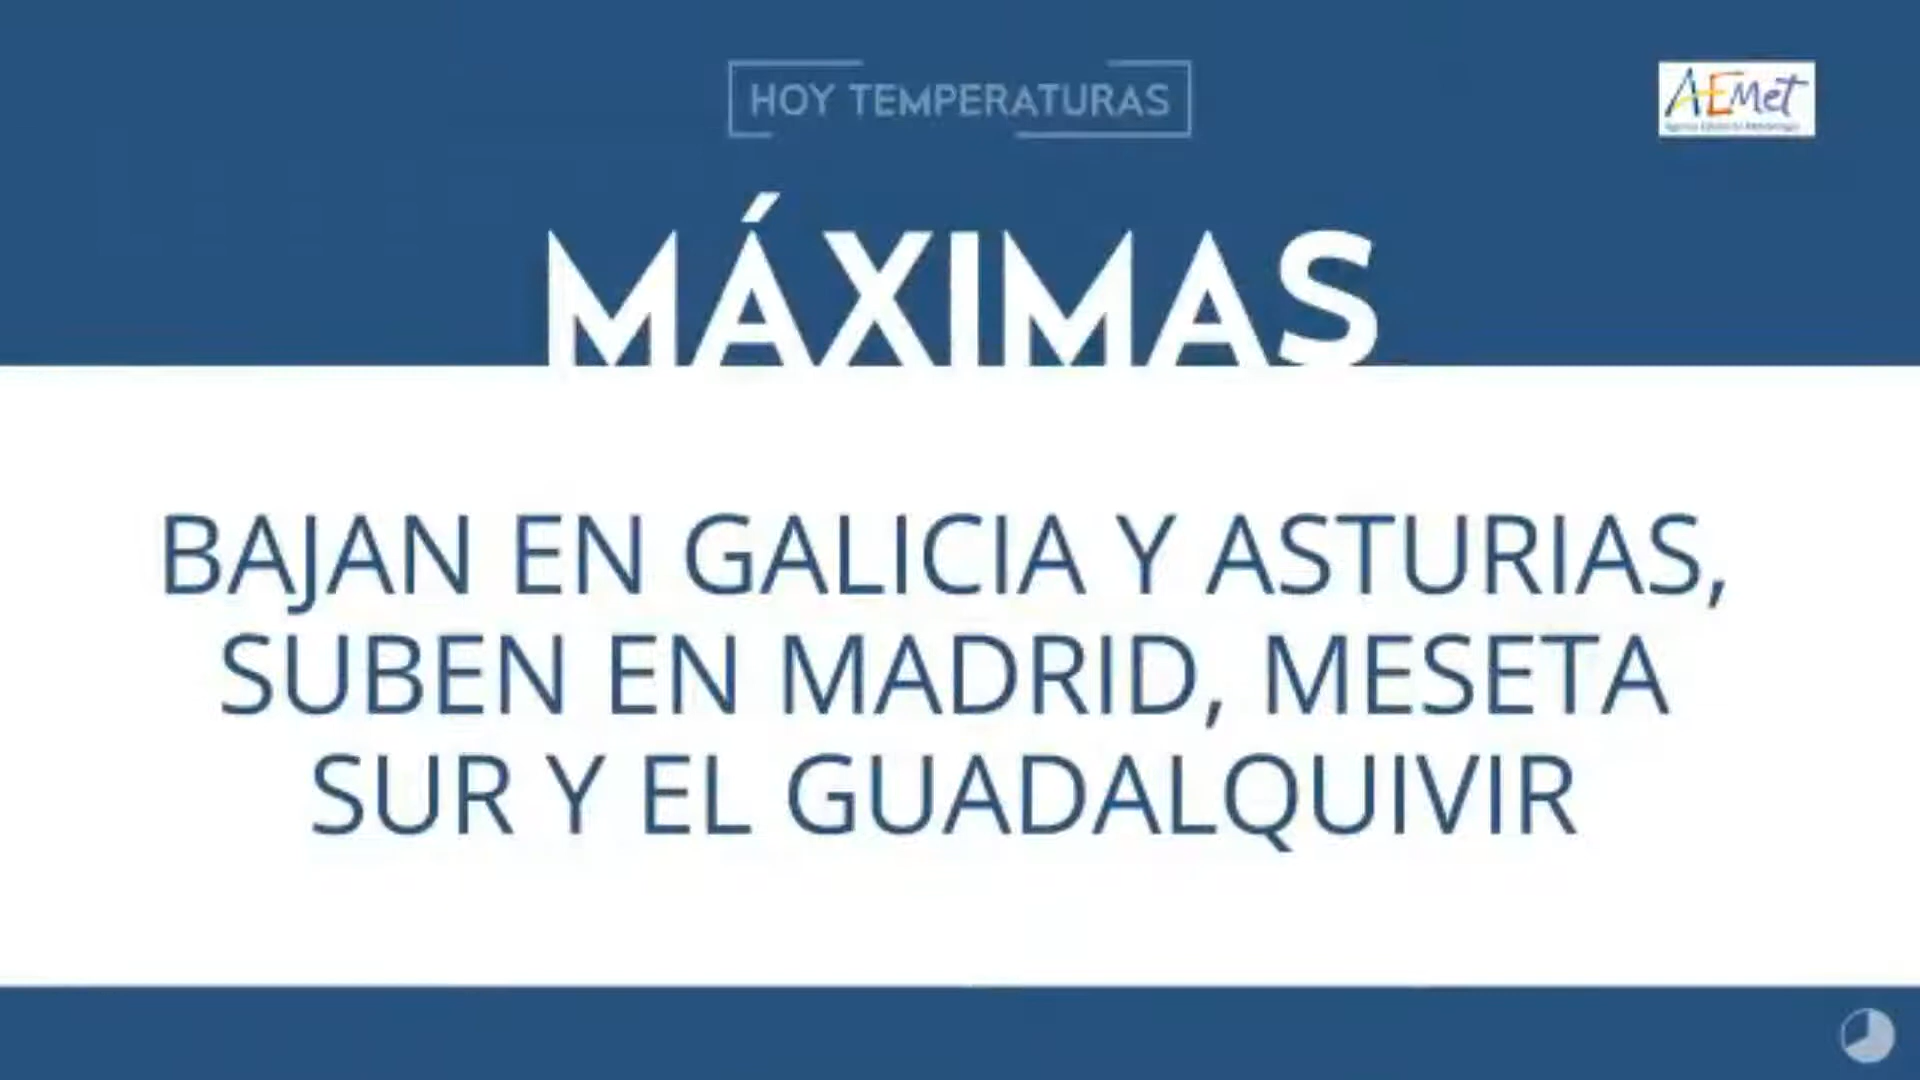 HOY TEMPERATURAS
AEMet
MÁXIMAS
BAJAN EN GALICIA Y ASTURIAS,
SUBEN EN MADRID, MESETA
SUR Y EL GUADALQUIVIR